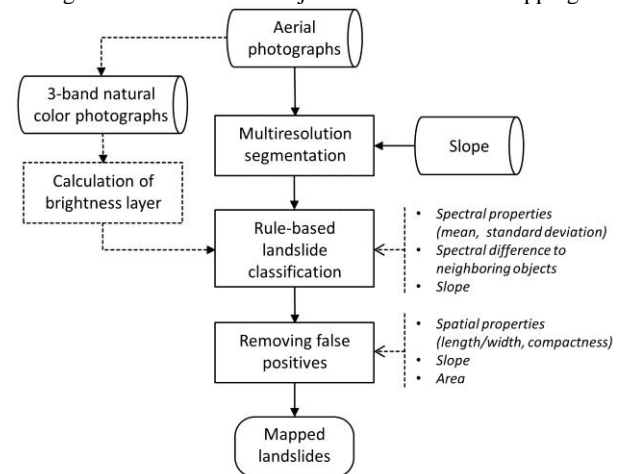 Aerial
photographs
3-band natural
color photographs
Multiresolution
segmentation
Slope
Calculation of
brightness layer
Rule-based
landslide
classification
• Spectral properties
(mean, standard deviation)
• Spectral difference to
neighboring objects
• Slope
Removing false
positives
• Spatial properties
(length/width, compactness)
• Slope
• Area
Mapped
landslides